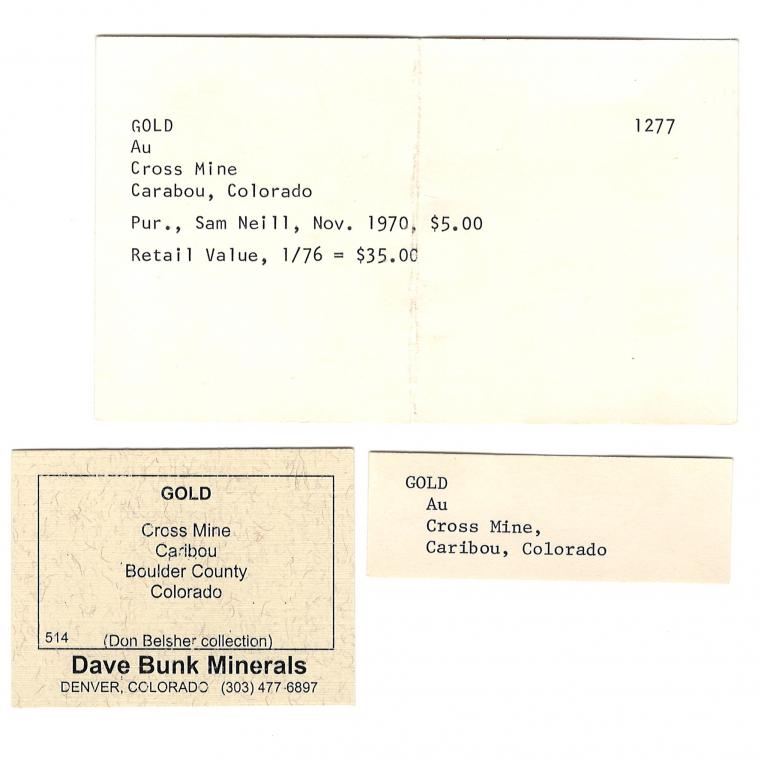 GOLD 1277
Au
Cross Mine
Carabou, Colorado
Pur., Sam Neill, Nov. 1970, $5.00
Retail Value, 1/76 = $35.00
GOLD
Cross Mine
Caribou
Boulder County
Colorado
514 (Don Belsher collection)
Dave Bunk Minerals
DENVER, COLORADO (303) 477-6897
GOLD
Au
Cross Mine,
Caribou, Colorado